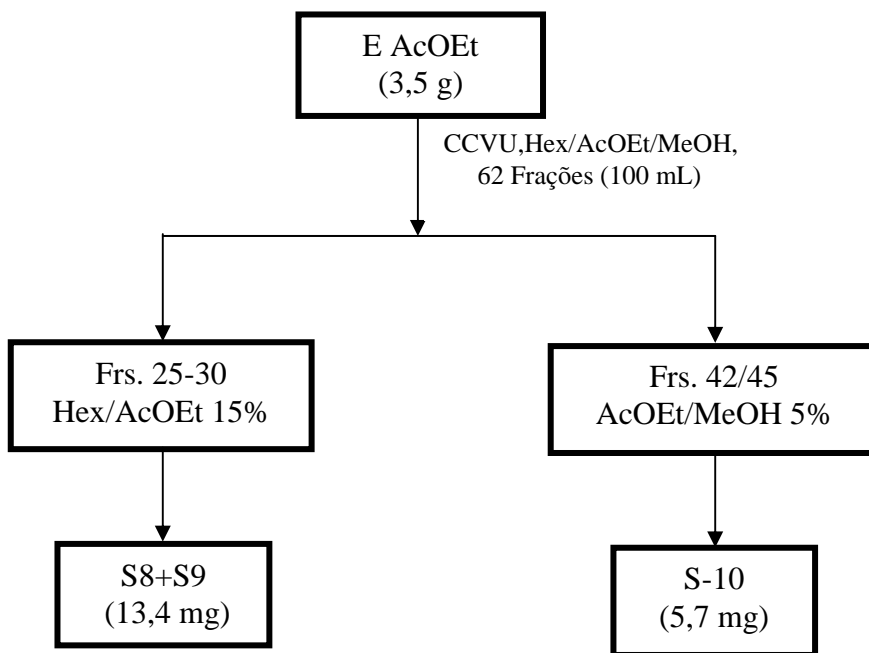 E AcOEt
(3,5 g)
CCVU,Hex/AcOEt/MeOH,
62 Frações (100 mL)
Frs. 25-30
Hex/AcOEt 15%
Frs. 42/45
AcOEt/MeOH 5%
S8+S9
(13,4 mg)
S-10
(5,7 mg)